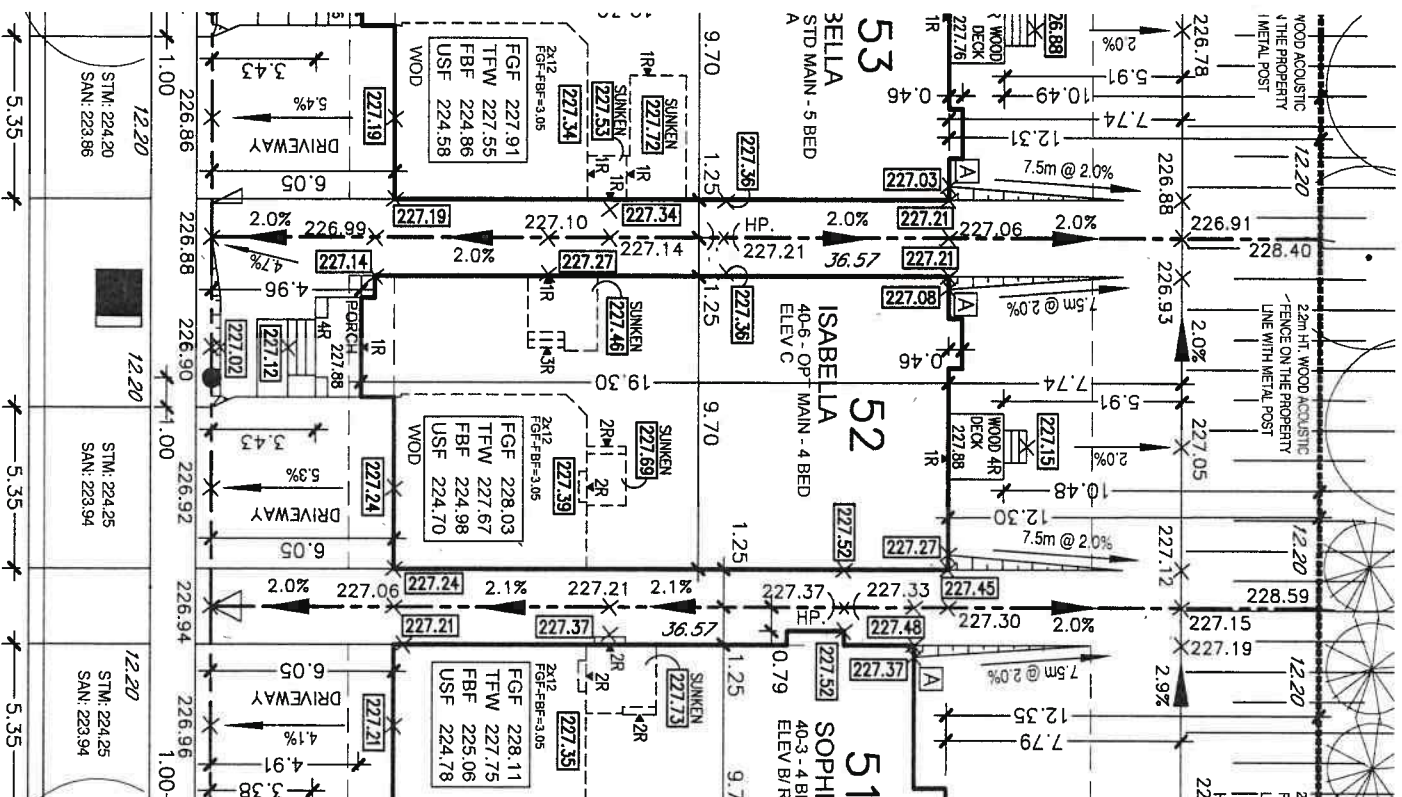 WOOD ACOUSTIC
N THE PROPERTY
METAL POST
12.20
226.78
2.0%
226.88
WOOD
DECK
227.76
1R
5.91
10.49
7.74
12.31
0.46
53
BELLA
STD MAIN - 5 BED
A
9.70
FGF 227.91
TFW 227.55
FBF 224.86
USF 224.58
WOD
2x12
FGF-FBF=3.05
227.34
SUNKEN
227.53
SUNKEN
227.72
1R
1R
1R
1R
1.25
227.36
227.19
5.4%
DRIVEWAY
3.43
6.05
1.00
226.86
12.20
STM: 224.20
SAN: 223.86
5.35
A
7.5m @ 2.0%
227.03
226.88
227.19
2.0%
226.99
227.10
227.34
227.14
HP.
227.21
2.0%
227.21
227.06
2.0%
226.91
228.40
226.88
4.7%
227.14
2.0%
227.27
36.57
227.21
227.08
A
7.5m @ 2.0%
226.93
4.96
PORCH
4R
227.88
1R
227.12
227.02
226.90
12.20
1R
SUNKEN
227.46
3R
1.25
227.36
ISABELLA
40-6 - OPT MAIN - 4 BED
ELEV C
52
0.46
2.0%
2.2m HT. WOOD ACOUSTIC
FENCE ON THE PROPERTY
LINE WITH METAL POST
19.30
7.74
5.91
9.70
1.00
3.43
FGF 228.03
TFW 227.67
FBF 224.98
USF 224.70
WOD
2x12
FGF-FBF=3.05
2R
SUNKEN
227.69
2R
227.39
WOOD 4R
DECK
227.88
1R
227.15
2.0%
227.05
10.48
12.30
227.24
5.3%
DRIVEWAY
6.05
226.92
STM: 224.25
SAN: 223.94
5.35
1.25
227.52
227.27
7.5m @ 2.0%
227.12
12.20
227.24
2.0%
227.06
2.1%
227.21
2.1%
227.37
HP.
227.33
227.45
227.30
2.0%
227.15
228.59
226.94
227.21
227.37
36.57
227.48
227.19
227.37
A
7.5m @ 2.0%
12.20
2.9%
12.20
STM: 224.25
SAN: 223.94
5.35
226.96
1.00
6.05
DRIVEWAY
4.1%
4.91
3.38
227.21
FGF 228.11
TFW 227.75
FBF 225.06
USF 224.78
2x12
FGF-FBF=3.05
227.35
2R
2R
SUNKEN
227.73
2R
1.25
0.79
227.52
SOPHI
40-3 - 4 B
ELEV B/
51
12.35
7.79
9.7